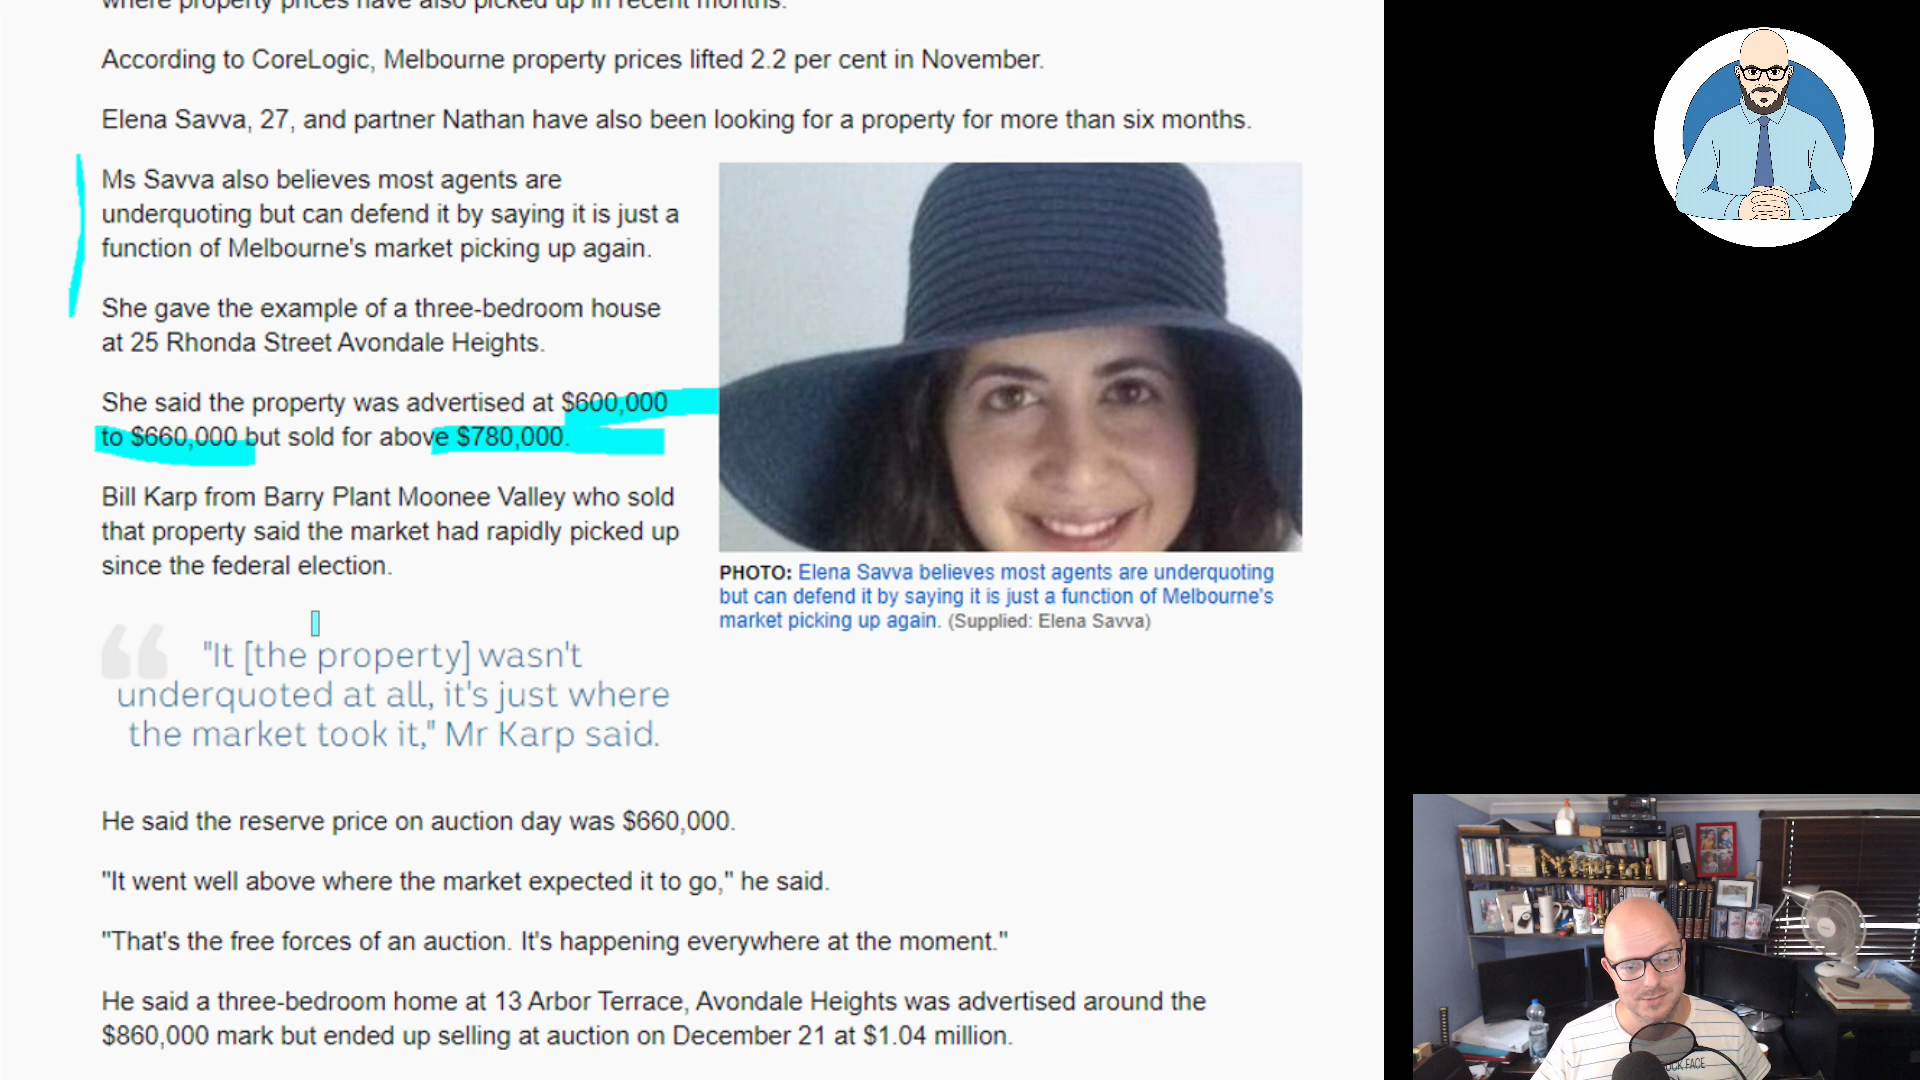 where property prices have also picked up in recent months.
According to CoreLogic, Melbourne property prices lifted 2.2 per cent in November.
Elena Savva, 27, and partner Nathan have also been looking for a property for more than six months.
Ms Savva also believes most agents are
underquoting but can defend it by saying it is just a
function of Melbourne's market picking up again.
She gave the example of a three-bedroom house
at 25 Rhonda Street Avondale Heights.
She said the property was advertised at $600,000
to $660,000 but sold for above $780,000.
Bill Karp from Barry Plant Moonee Valley who sold
that property said the market had rapidly picked up
since the federal election.
PHOTO: Elena Savva believes most agents are underquoting
but can defend it by saying it is just a function of Melbourne's
market picking up again. (Supplied: Elena Savva)
"It [the property] wasn't
underquoted at all, it's just where
the market took it," Mr Karp said.
He said the reserve price on auction day was $660,000.
"It went well above where the market expected it to go," he said.
"That's the free forces of an auction. It's happening everywhere at the moment."
He said a three-bedroom home at 13 Arbor Terrace, Avondale Heights was advertised around the
$860,000 mark but ended up selling at auction on December 21 at $1.04 million.
FACE